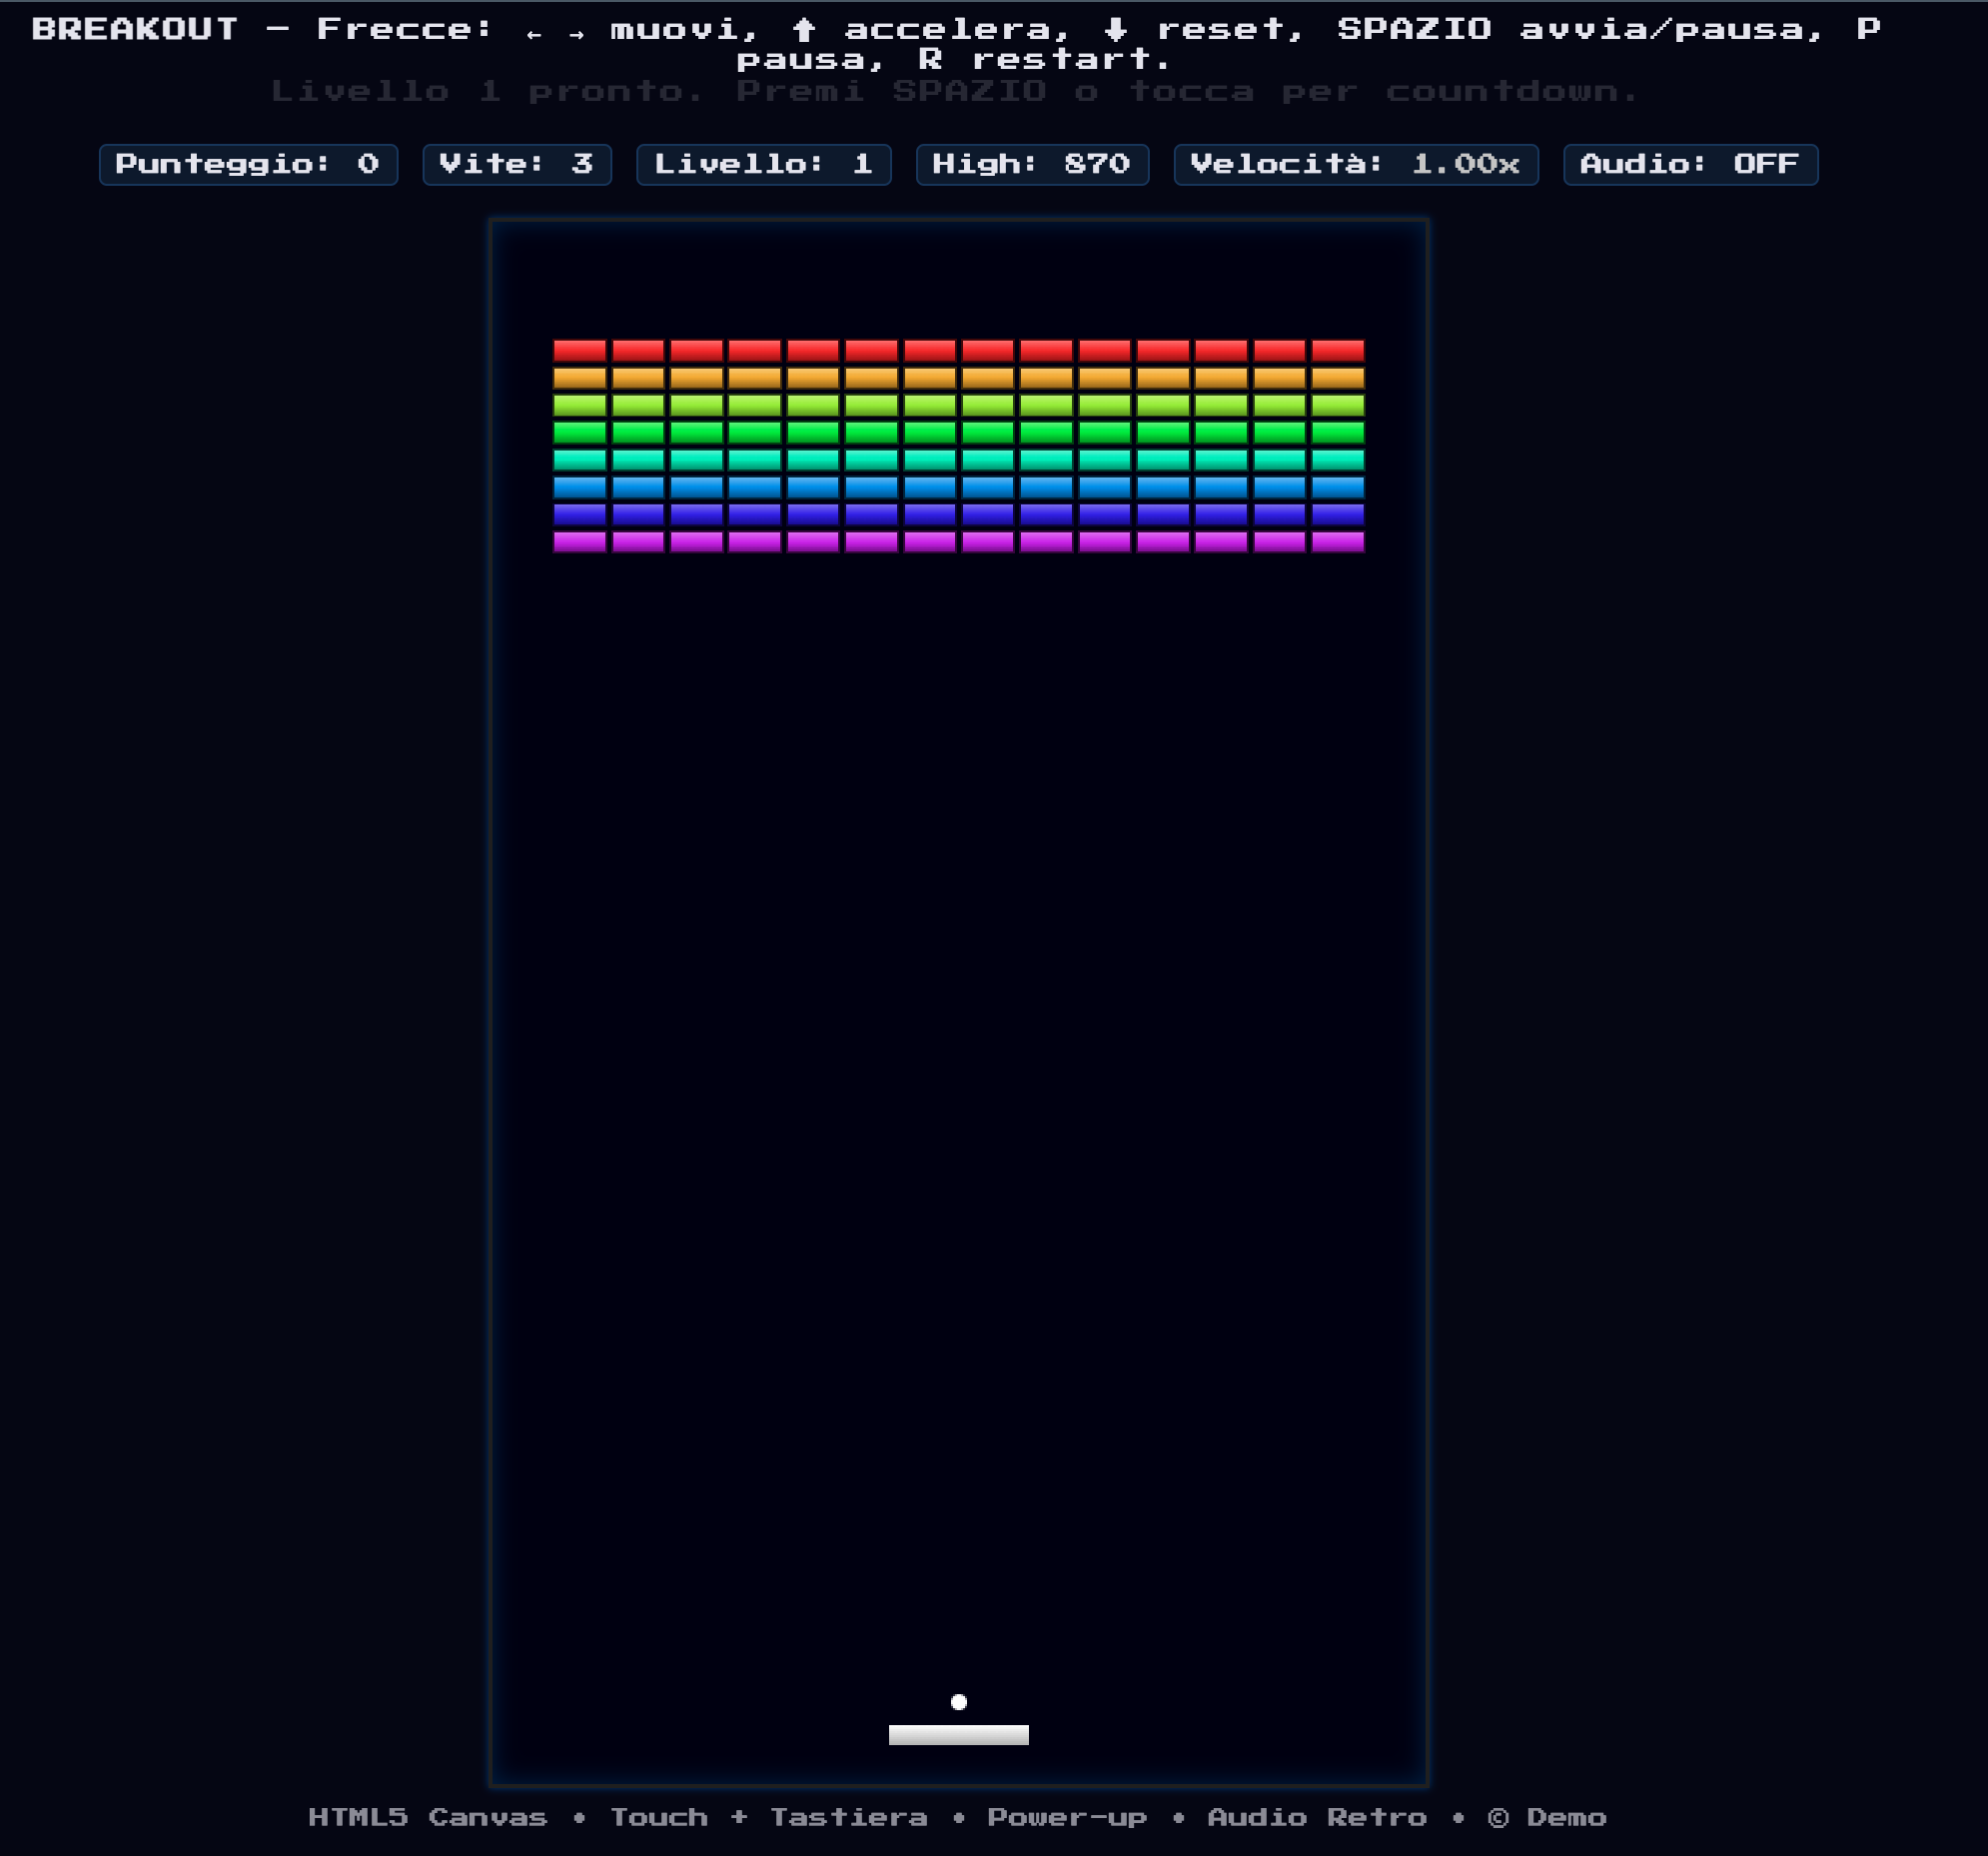 BREAKOUT — Frecce: ← → muovi, ⬆ accelera, ⬇ reset, SPAZIO avvia/pausa, P
pausa, R restart.
Livello 1 pronto. Premi SPAZIO o tocca per countdown.
Punteggio: 0 Vite: 3 Livello: 1 High: 870 Velocità: 1.00x Audio: OFF
HTML5 Canvas • Touch + Tastiera • Power-up • Audio Retro • © Demo